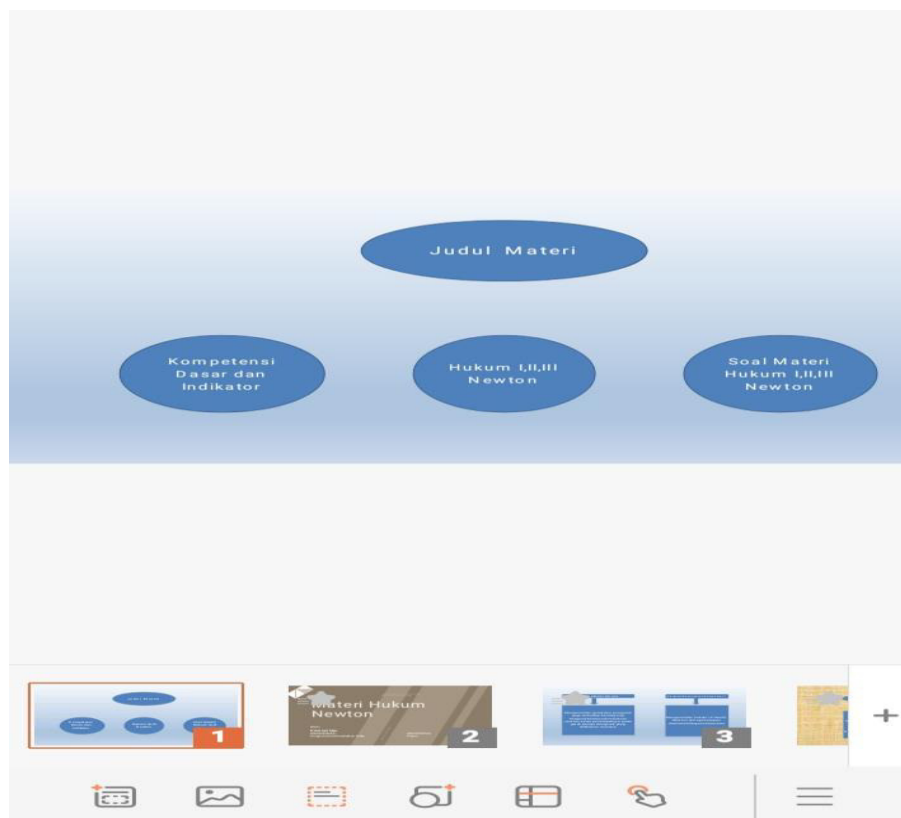 Judul Materi
Kompetensi
Dasar dan
Indikator
Hukum I,II,III
Newton
Soal Materi
Hukum I,II,III
Newton
1
Materi Hukum
Newton
2
3